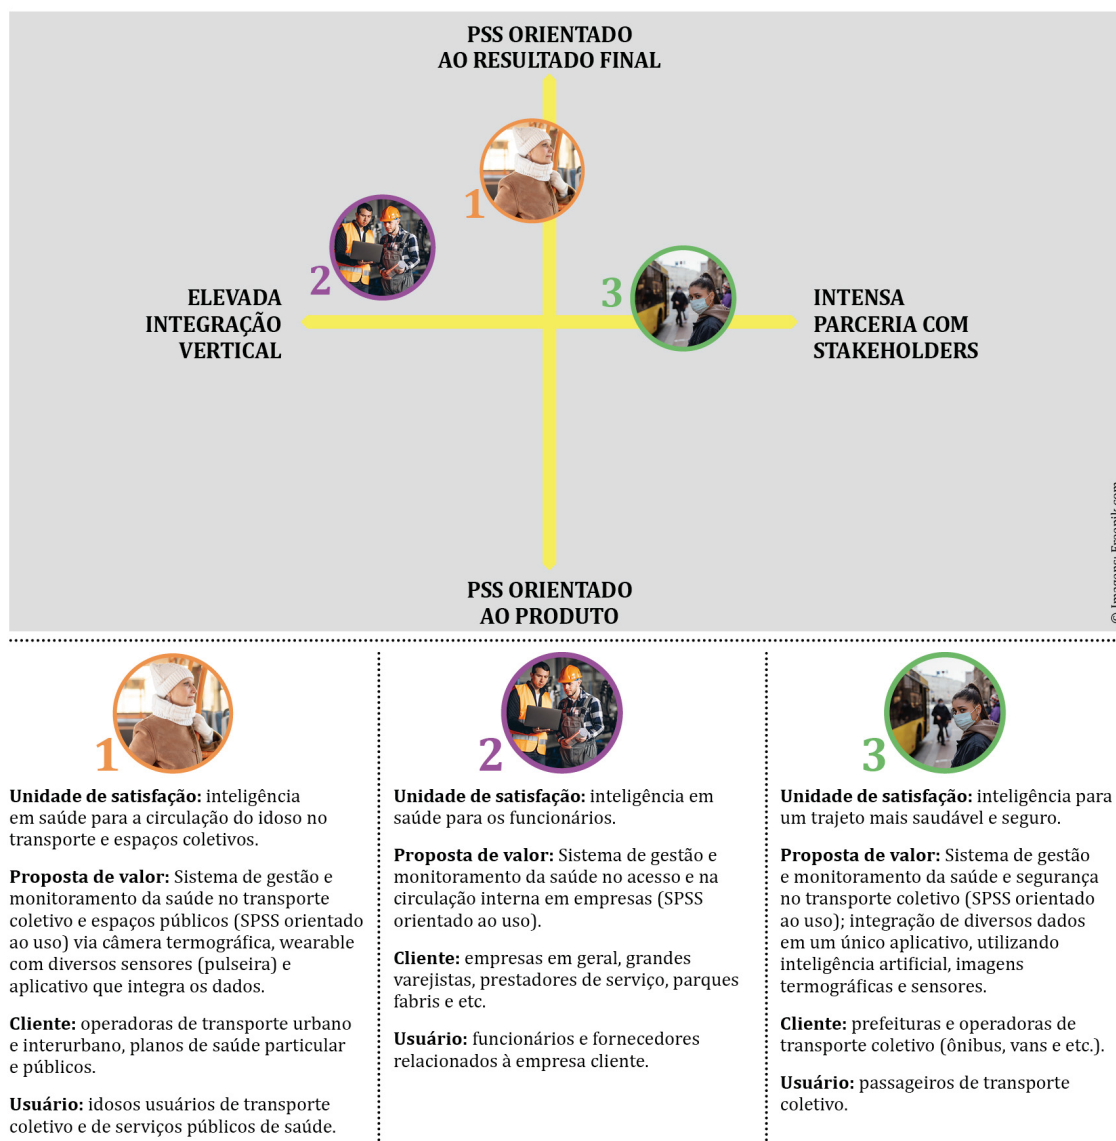 PSS ORIENTADO
AO RESULTADO FINAL
1
2
3
ELEVADA
INTEGRAÇÃO
VERTICAL
INTENSA
PARCERIA COM
STAKEHOLDERS
PSS ORIENTADO
AO PRODUTO
© Imagens: Freepik.com
1
Unidade de satisfação: inteligência
em saúde para a circulação do idoso no
transporte e espaços coletivos.
Proposta de valor: Sistema de gestão e
monitoramento da saúde no transporte
coletivo e espaços públicos (SPSS orientado
ao uso) via câmera termográfica, wearable
com diversos sensores (pulseira) e
aplicativo que integra os dados.
Cliente: operadoras de transporte urbano
e interurbano, planos de saúde particular
e públicos.
Usuário: idosos usuários de transporte
coletivo e de serviços públicos de saúde.
2
Unidade de satisfação: inteligência em
saúde para os funcionários.
Proposta de valor: Sistema de gestão e
monitoramento da saúde no acesso e na
circulação interna em empresas (SPSS
orientado ao uso).
Cliente: empresas em geral, grandes
varejistas, prestadores de serviço, parques
fabris e etc.
Usuário: funcionários e fornecedores
relacionados à empresa cliente.
3
Unidade de satisfação: inteligência para
um trajeto mais saudável e seguro.
Proposta de valor: Sistema de gestão
e monitoramento da saúde e segurança
no transporte coletivo (SPSS orientado
ao uso); integração de diversos dados
em um único aplicativo, utilizando
inteligência artificial, imagens
termográficas e sensores.
Cliente: prefeituras e operadoras de
transporte coletivo (ônibus, vans e etc.).
Usuário: passageiros de transporte
coletivo.